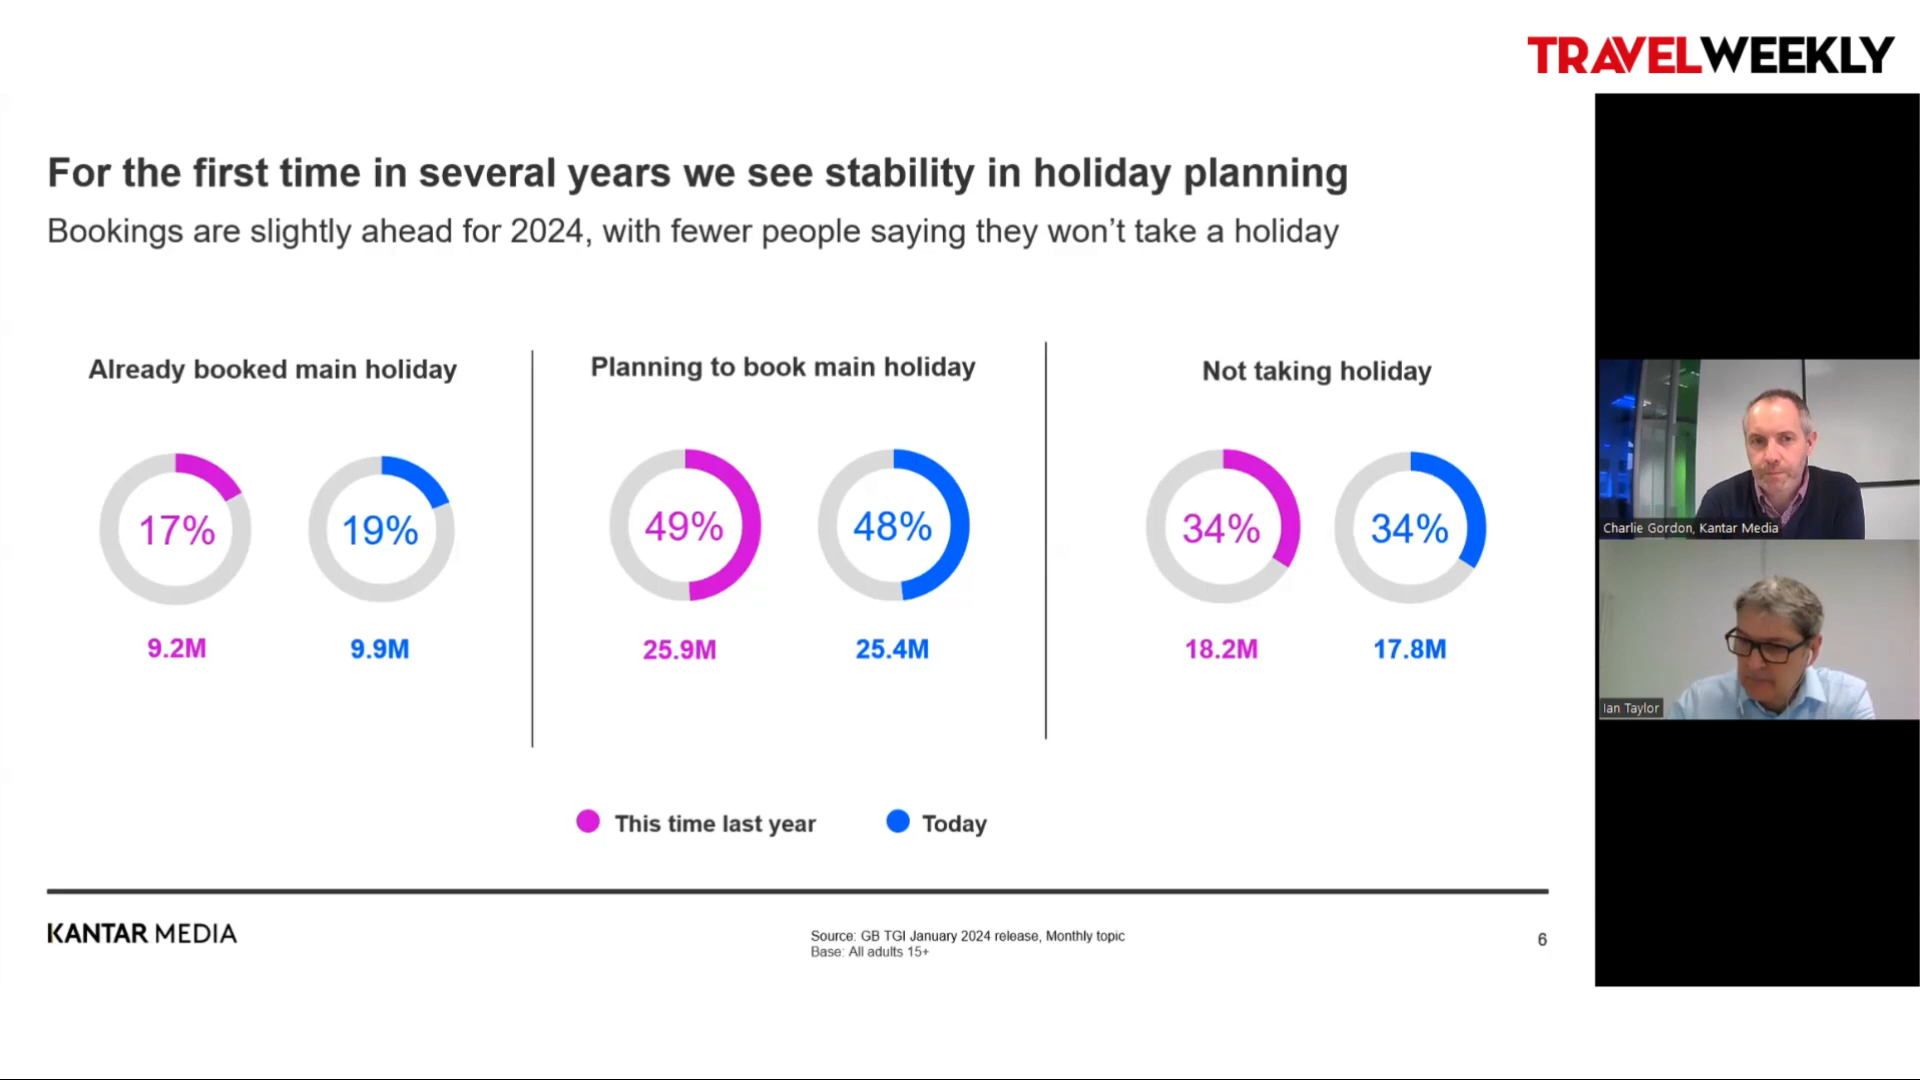 TRAVELWEEKLY
For the first time in several years we see stability in holiday planning
Bookings are slightly ahead for 2024, with fewer people saying they won’t take a holiday
Already booked main holiday
17%
19%
9.2M
9.9M
Planning to book main holiday
49%
48%
25.9M
25.4M
Not taking holiday
34%
34%
18.2M
17.8M
This time last year
Today
KANTAR MEDIA
Source: GB TGI January 2024 release, Monthly topic
Base: All adults 15+
6
Charlie Gordon, Kantar Media
Ian Taylor